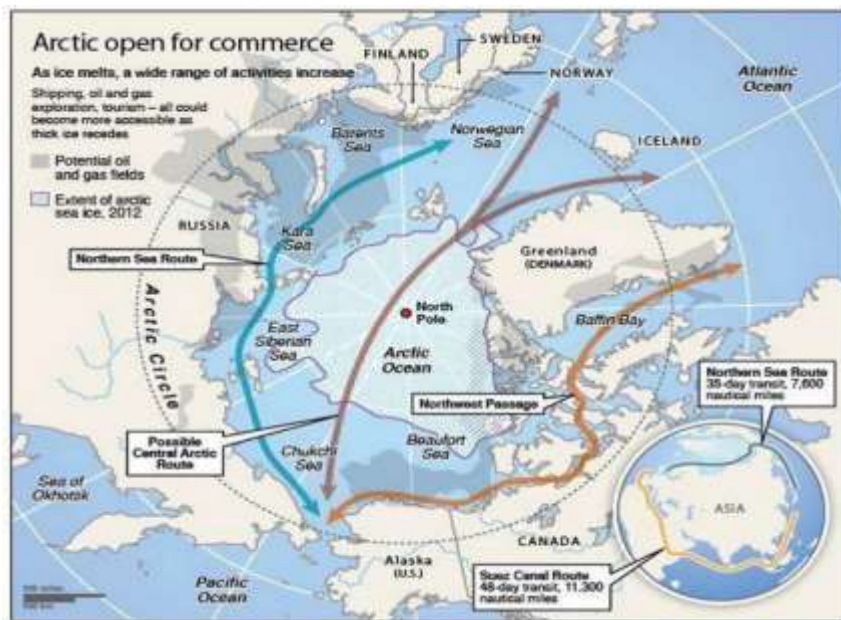 Arctic open for commerce
As ice melts, a wide range of activities increase
Shipping, oil and gas
exploration, tourism – all could
become more accessible as
thick ice recedes
Potential oil
and gas fields
Extent of arctic
sea ice, 2012
FINLAND
SWEDEN
NORWAY
Atlantic
Ocean
Barents
Sea
Norwegian
Sea
ICELAND
RUSSIA
Kara
Sea
Northern Sea Route
Greenland
(DENMARK)
Arctic Circle
North
Pole
East
Siberian
Sea
Arctic
Ocean
Baffin Bay
Northwest Passage
Northern Sea Route
35-day transit, 7,600
nautical miles
Possible
Central Arctic
Route
Chukchi
Sea
Beaufort
Sea
Sea of
Okhotsk
ASIA
CANADA
Alaska
(U.S.)
Pacific
Ocean
Suez Canal Route
48-day transit, 11,300
nautical miles